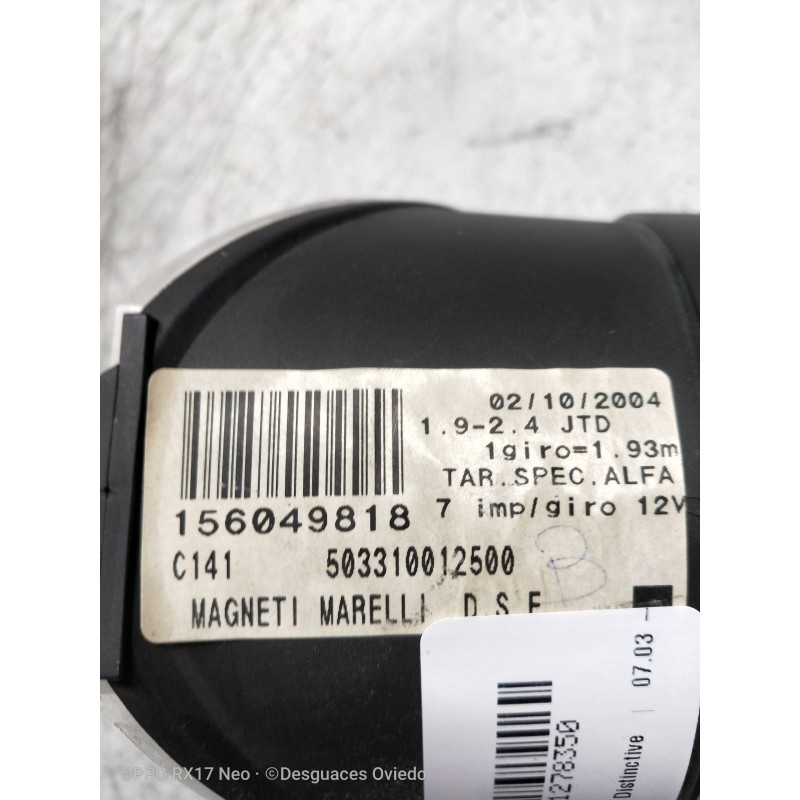 02/10/2004
1.9-2.4 JTD
1giro=1.93m
TAR.SPEC.ALFA
7 imp/giro 12V
156049818
C141 503310012500
B
MAGNETI MARELLI D.S.E
1278350
Distinctive | 07.03 -
OPPO RX17 Neo · ©Desguaces Oviedo